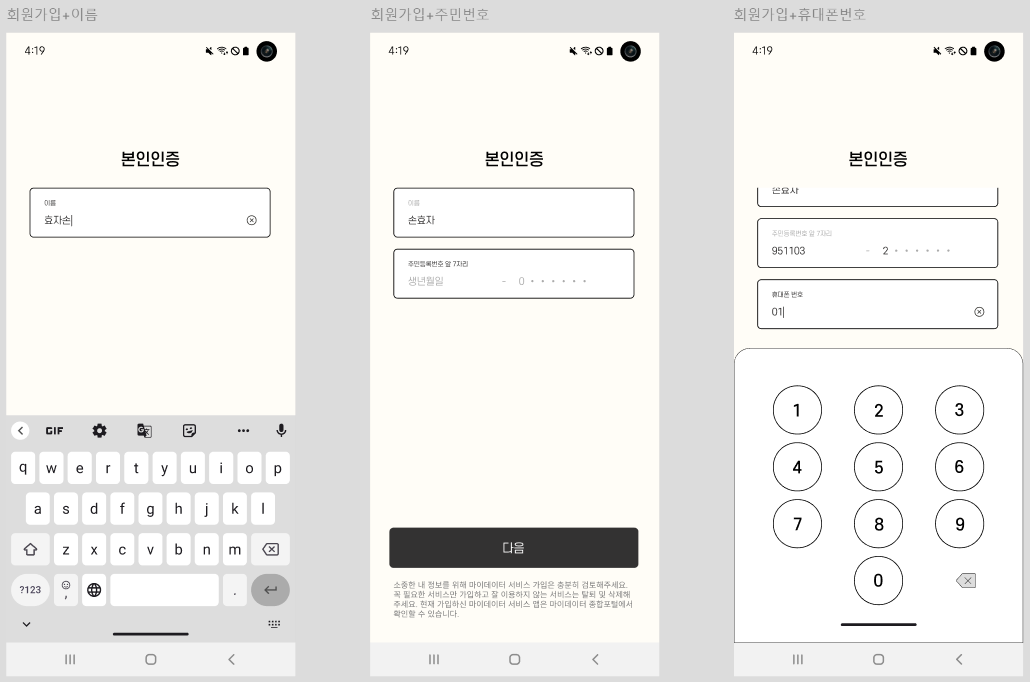 회원가입+이름
4:19
본인인증
이름
효자손
GIF
q w e r t y u i o p
a s d f g h j k l
z x c v b n m
?123 , .
회원가입+주민번호
4:19
본인인증
이름
손효자
주민등록번호 앞 7자리
생년월일 - 0 • • • • • •
다음
소중한 내 정보를 위해 마이데이터 서비스 가입은 충분히 검토해주세요.
꼭 필요한 서비스만 가입하고 잘 이용하지 않는 서비스는 탈퇴 및 삭제해
주세요. 현재 가입하신 마이데이터 서비스 앱은 마이데이터 종합포털에서
확인할 수 있습니다.
회원가입+휴대폰번호
4:19
본인인증
손효자
주민등록번호 앞 7자리
951103 - 2 • • • • • •
휴대폰 번호
01
1 2 3
4 5 6
7 8 9
0